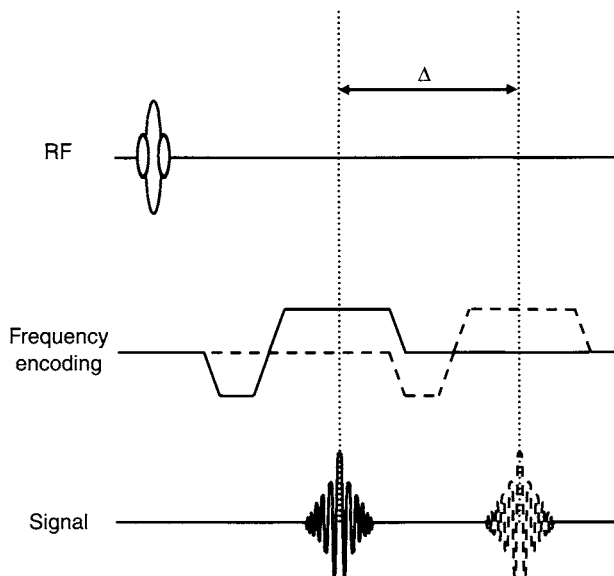 Δ
RF
Frequency
encoding
Signal